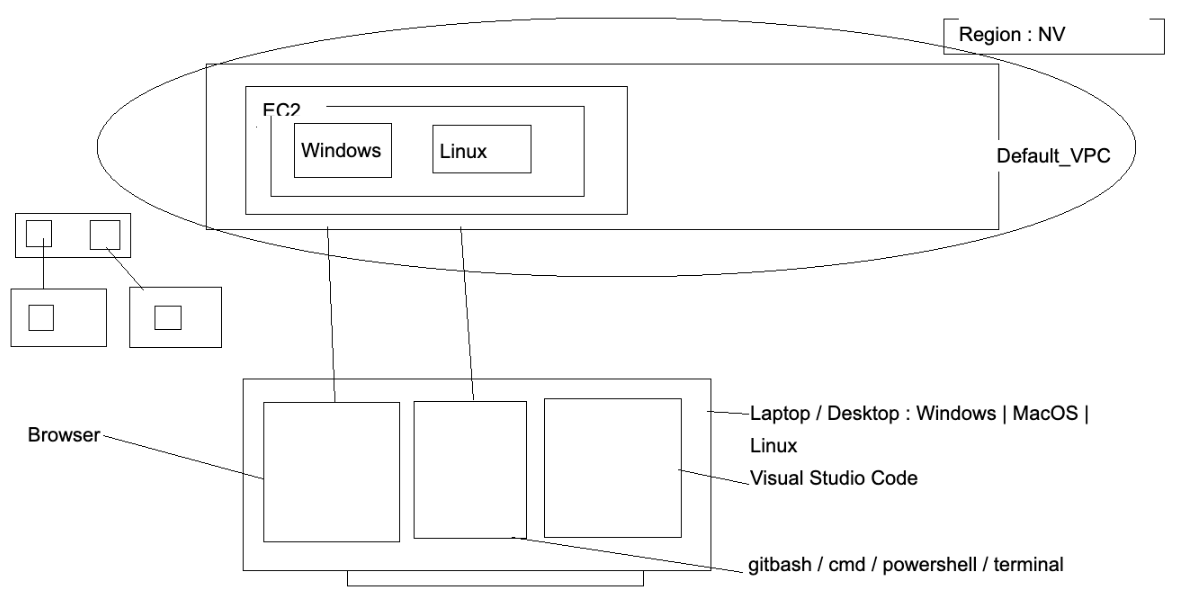 Region : NV
EC2
Windows
Linux
Default_VPC
Browser
Laptop / Desktop : Windows | MacOS |
Linux
Visual Studio Code
gitbash / cmd / powershell / terminal